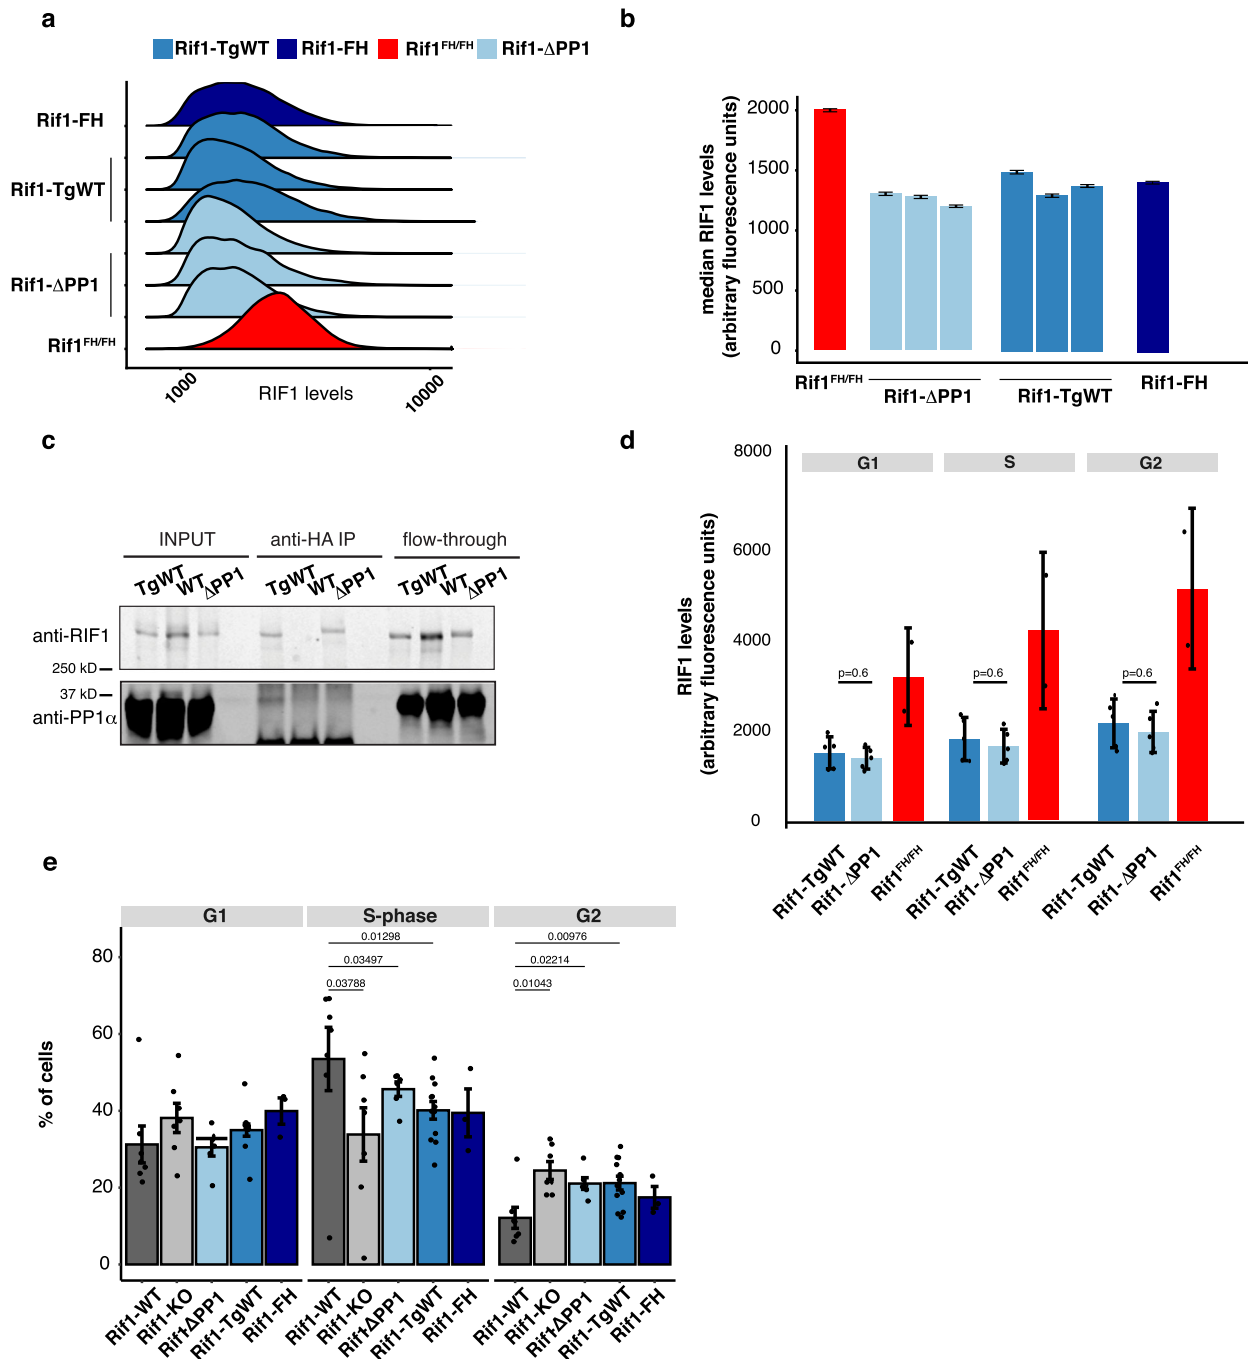 a
Rif1-TgWT Rif1-FH Rif1FH/FH Rif1-ΔPP1
Rif1-FH
Rif1-TgWT
Rif1-ΔPP1
Rif1FH/FH
1000
10000
RIF1 levels
b
median RIF1 levels
(arbitrary fluorescence units)
2000
1500
1000
500
0
Rif1FH/FH
Rif1-ΔPP1
Rif1-TgWT
Rif1-FH
c
INPUT anti-HA IP flow-through
TgWT WT ΔPP1 TgWT WT ΔPP1 TgWT WT ΔPP1
anti-RIF1
250 kD
37 kD
anti-PP1α
d
RIF1 levels
(arbitrary fluorescence units)
8000
6000
4000
2000
0
G1 S G2
p=0.6 p=0.6 p=0.6
Rif1-TgWT Rif1-ΔPP1 Rif1FH/FH Rif1-TgWT Rif1-ΔPP1 Rif1FH/FH Rif1-TgWT Rif1-ΔPP1 Rif1FH/FH
e
% of cells
G1 S-phase G2
80
60
40
20
0
0.01298
0.03497
0.03788
0.00976
0.02214
0.01043
Rif1-WT Rif1-KO Rif1ΔPP1 Rif1-TgWT Rif1-FH Rif1-WT Rif1-KO Rif1ΔPP1 Rif1-TgWT Rif1-FH Rif1-WT Rif1-KO Rif1ΔPP1 Rif1-TgWT Rif1-FH